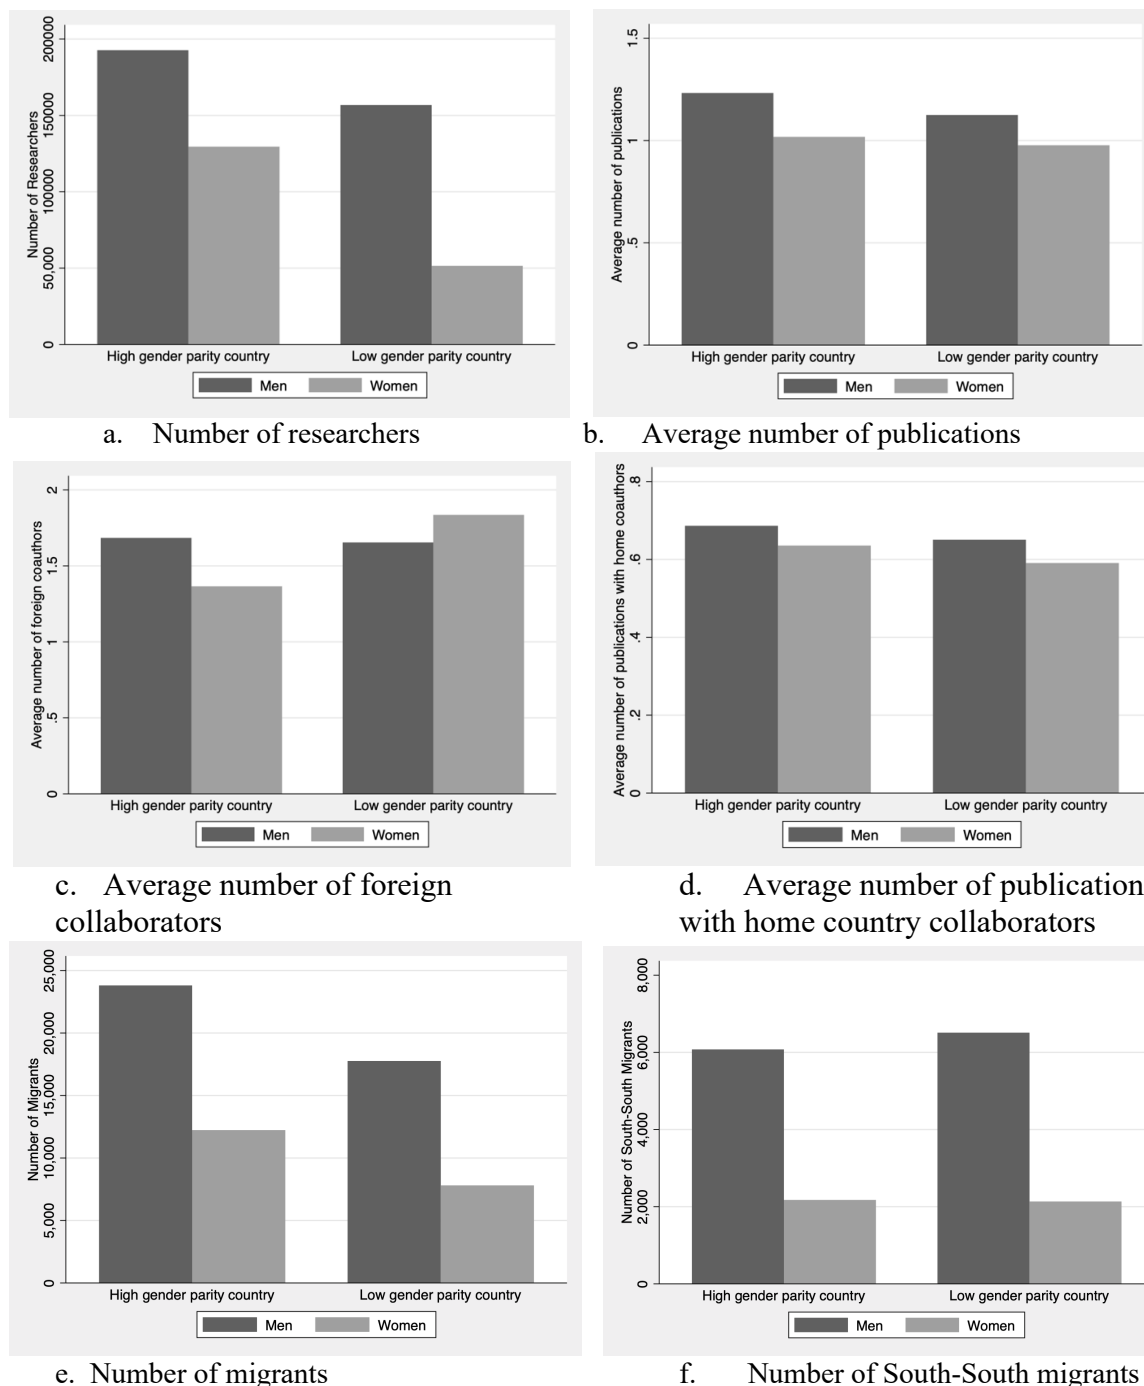 Number of Researchers
200000
150000
100000
50,000
0
High gender parity country
Low gender parity country
Men
Women
a. Number of researchers
Average number of publications
1.5
1
.5
0
High gender parity country
Low gender parity country
Men
Women
b. Average number of publications
Average number of foreign coauthors
2
1.5
1
.5
0
High gender parity country
Low gender parity country
Men
Women
c. Average number of foreign
collaborators
Average number of publications with home coauthors
.8
.6
.4
.2
0
High gender parity country
Low gender parity country
Men
Women
d. Average number of publication
with home country collaborators
Number of Migrants
25,000
20,000
15,000
10,000
5,000
0
High gender parity country
Low gender parity country
Men
Women
e. Number of migrants
Number of South-South Migrants
8,000
6,000
4,000
2,000
0
High gender parity country
Low gender parity country
Men
Women
f. Number of South-South migrants